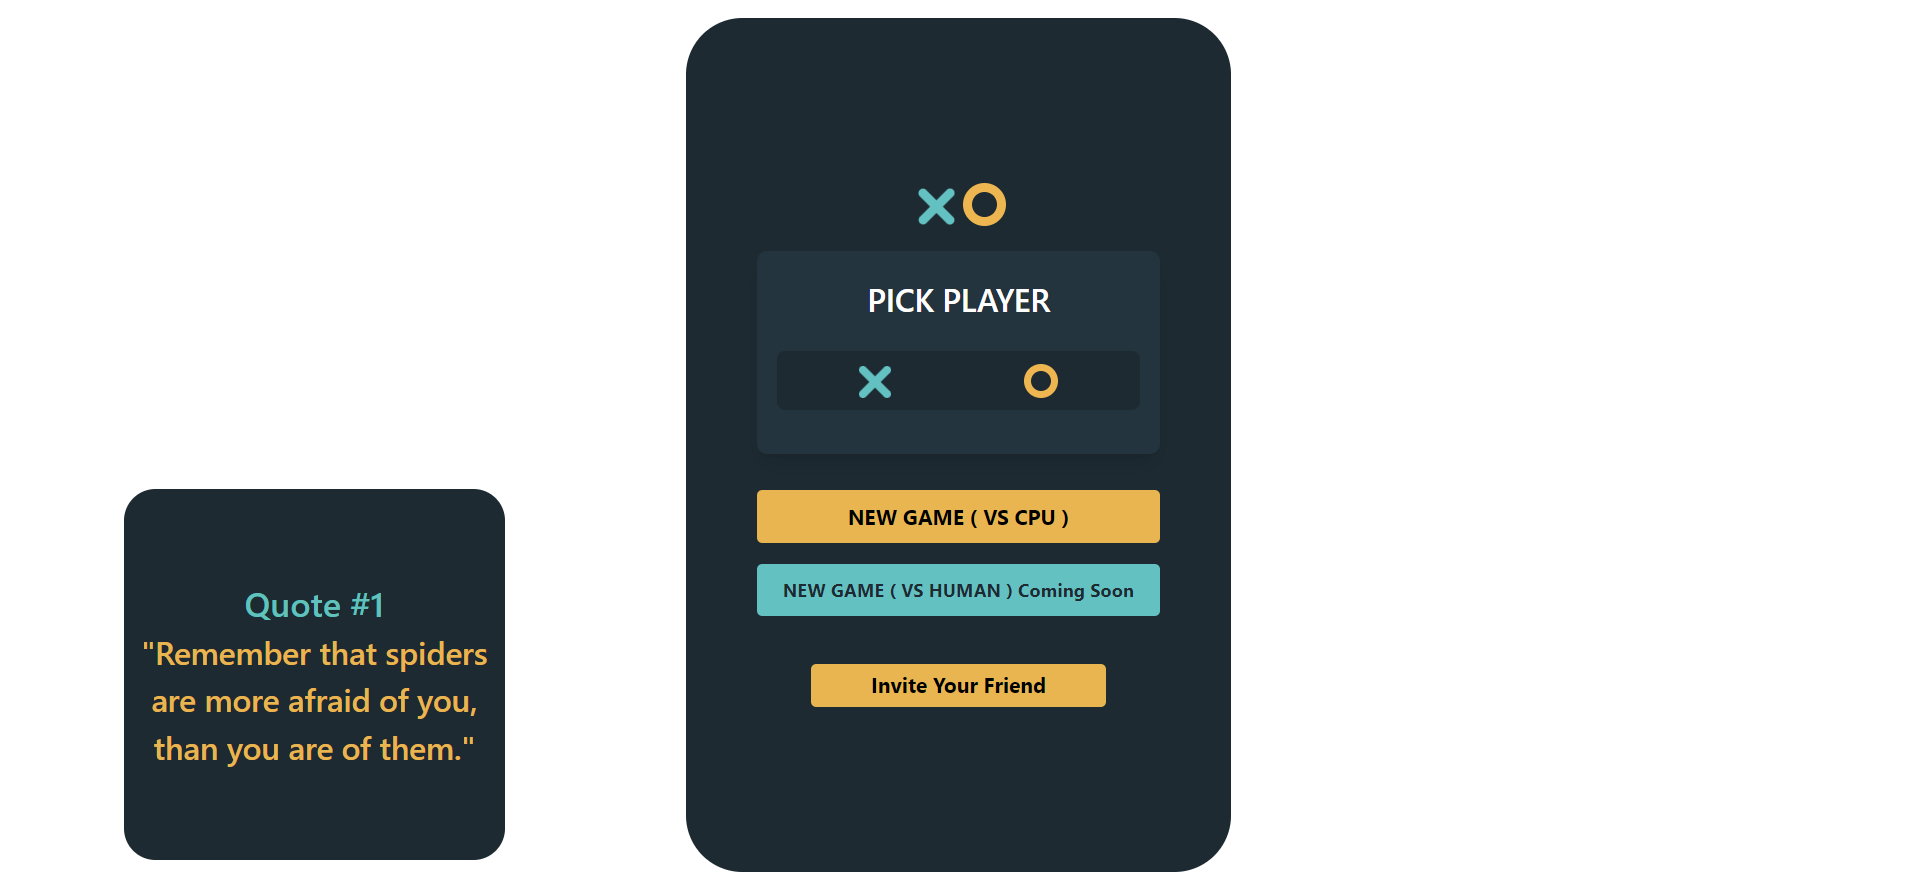 PICK PLAYER
NEW GAME ( VS CPU )
NEW GAME ( VS HUMAN ) Coming Soon
Invite Your Friend
Quote #1
"Remember that spiders
are more afraid of you,
than you are of them."